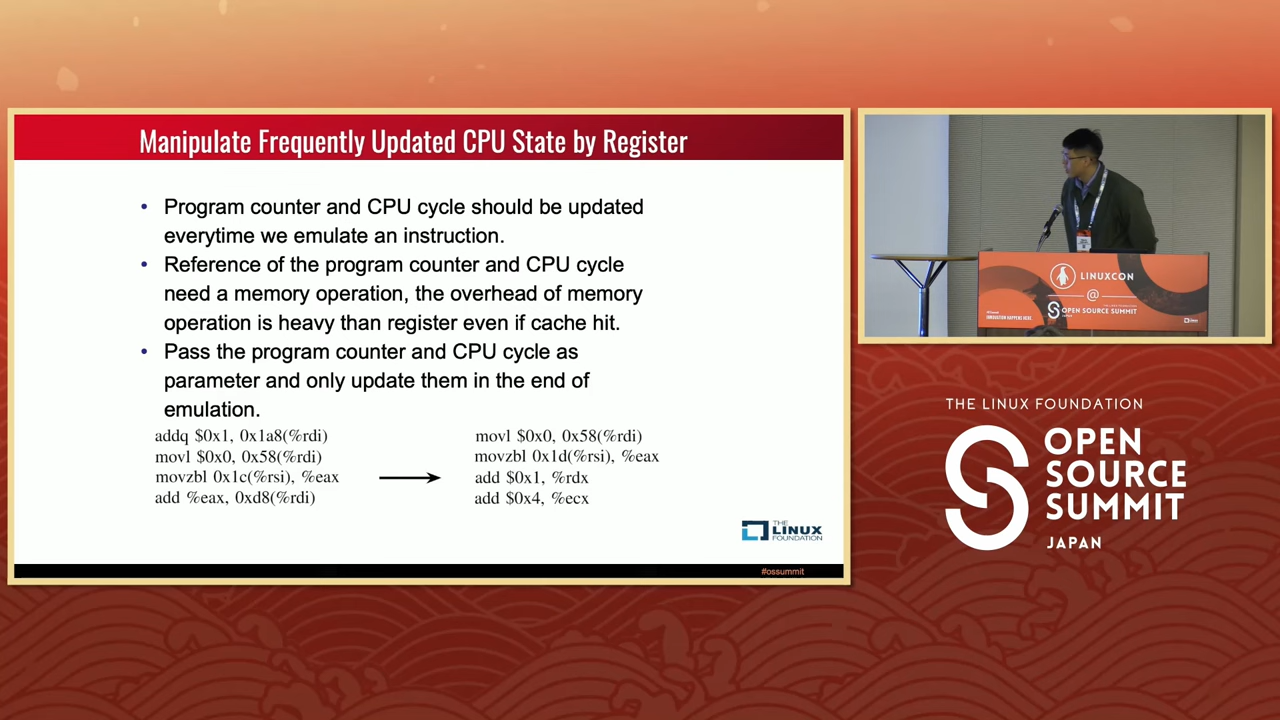 Manipulate Frequently Updated CPU State by Register
• Program counter and CPU cycle should be updated
everytime we emulate an instruction.
• Reference of the program counter and CPU cycle
need a memory operation, the overhead of memory
operation is heavy than register even if cache hit.
• Pass the program counter and CPU cycle as
parameter and only update them in the end of
emulation.
addq $0x1, 0x1a8(%rdi)
movl $0x0, 0x58(%rdi)
movzbl 0x1c(%rsi), %eax
add %eax, 0xd8(%rdi)
movl $0x0, 0x58(%rdi)
movzbl 0x1d(%rsi), %eax
add $0x1, %rdx
add $0x4, %ecx
THE
LINUX
FOUNDATION
#ossummit
LINUXCON
@
OPEN SOURCE SUMMIT
INNOVATION HAPPENS HERE
THE LINUX FOUNDATION
OPEN
SOURCE
SUMMIT
JAPAN